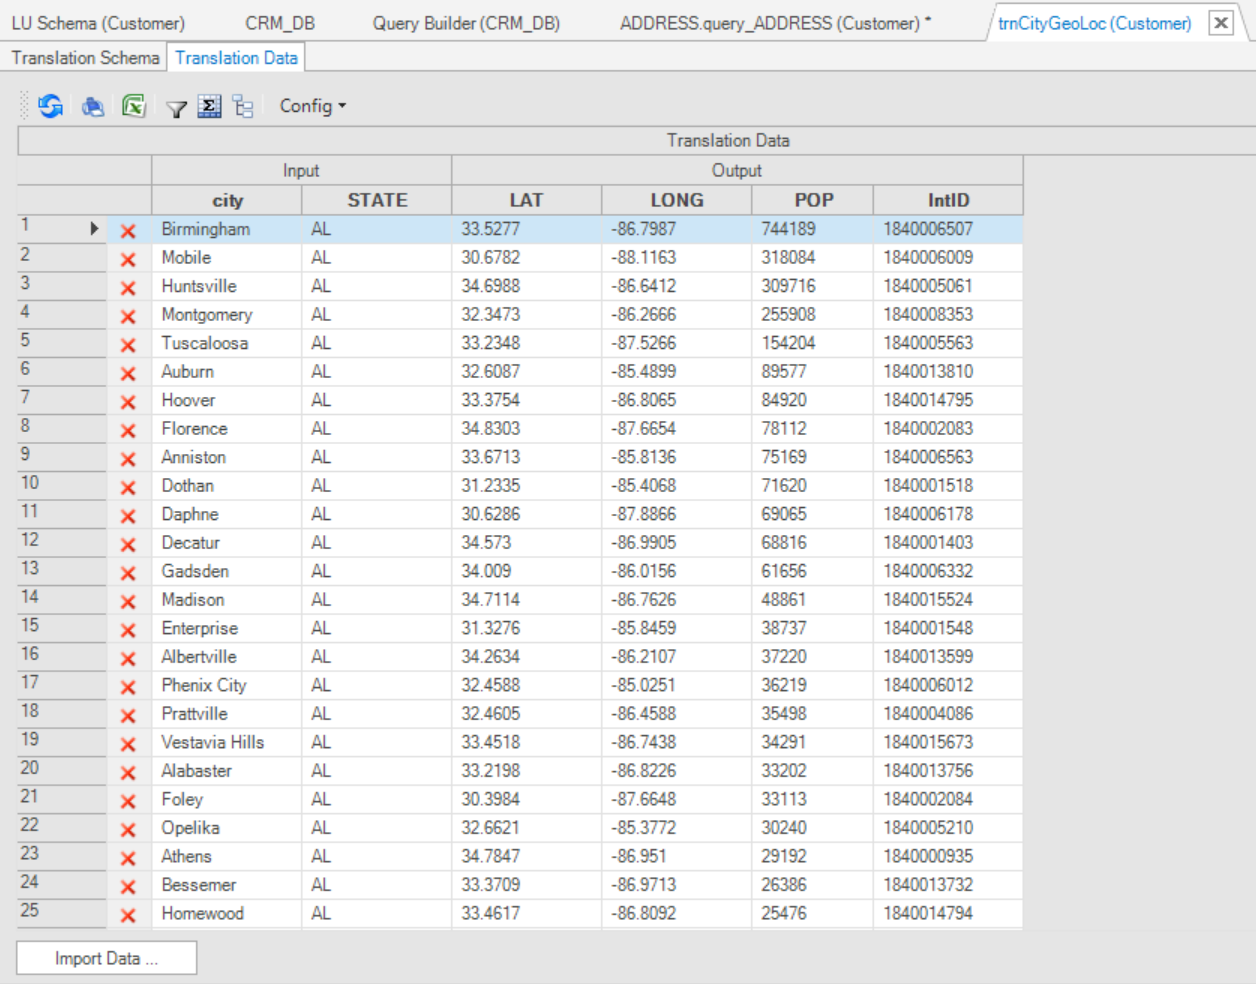 LU Schema (Customer) CRM_DB Query Builder (CRM_DB) ADDRESS.query_ADDRESS (Customer) * trnCityGeoLoc (Customer)
Translation Schema Translation Data
Config
Translation Data
Input Output
city STATE LAT LONG POP IntID
1 Birmingham AL 33.5277 -86.7987 744189 1840006507
2 Mobile AL 30.6782 -88.1163 318084 1840006009
3 Huntsville AL 34.6988 -86.6412 309716 1840005061
4 Montgomery AL 32.3473 -86.2666 255908 1840008353
5 Tuscaloosa AL 33.2348 -87.5266 154204 1840005563
6 Auburn AL 32.6087 -85.4899 89577 1840013810
7 Hoover AL 33.3754 -86.8065 84920 1840014795
8 Florence AL 34.8303 -87.6654 78112 1840002083
9 Anniston AL 33.6713 -85.8136 75169 1840006563
10 Dothan AL 31.2335 -85.4068 71620 1840001518
11 Daphne AL 30.6286 -87.8866 69065 1840006178
12 Decatur AL 34.573 -86.9905 68816 1840001403
13 Gadsden AL 34.009 -86.0156 61656 1840006332
14 Madison AL 34.7114 -86.7626 48861 1840015524
15 Enterprise AL 31.3276 -85.8459 38737 1840001548
16 Albertville AL 34.2634 -86.2107 37220 1840013599
17 Phenix City AL 32.4588 -85.0251 36219 1840006012
18 Prattville AL 32.4605 -86.4588 35498 1840004086
19 Vestavia Hills AL 33.4518 -86.7438 34291 1840015673
20 Alabaster AL 33.2198 -86.8226 33202 1840013756
21 Foley AL 30.3984 -87.6648 33113 1840002084
22 Opelika AL 32.6621 -85.3772 30240 1840005210
23 Athens AL 34.7847 -86.951 29192 1840000935
24 Bessemer AL 33.3709 -86.9713 26386 1840013732
25 Homewood AL 33.4617 -86.8092 25476 1840014794
Import Data ...